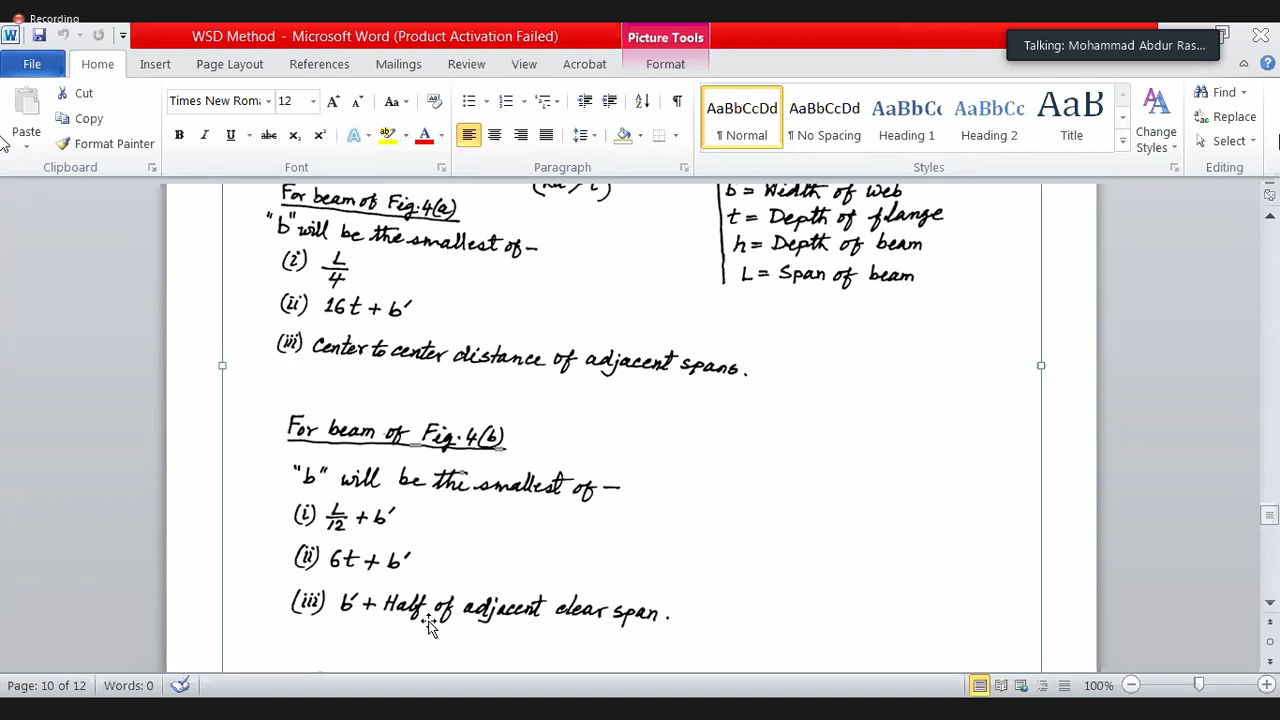 Recording
WSD Method - Microsoft Word (Product Activation Failed)
Picture Tools
Talking: Mohammad Abdur Ras...
File
Home
Insert
Page Layout
References
Mailings
Review
View
Acrobat
Format
Paste
Cut
Copy
Format Painter
Clipboard
Times New Roma
12
Font
Paragraph
AaBbCcDd
¶ Normal
AaBbCcDd
¶ No Spacing
AaBbCc
Heading 1
AaBbCc
Heading 2
AaB
Title
Change
Styles
Styles
Find
Replace
Select
Editing
For beam of Fig. 4(a)
"b" will be the smallest of –
(i) L/4
(ii) 16t + b′
(iii) Center to center distance of adjacent spans.
b = Width of web
t = Depth of flange
h = Depth of beam
L = Span of beam
For beam of Fig. 4(b)
"b" will be the smallest of –
(i) L/12 + b′
(ii) 6t + b′
(iii) b′ + Half of adjacent clear span.
Page: 10 of 12
Words: 0
100%